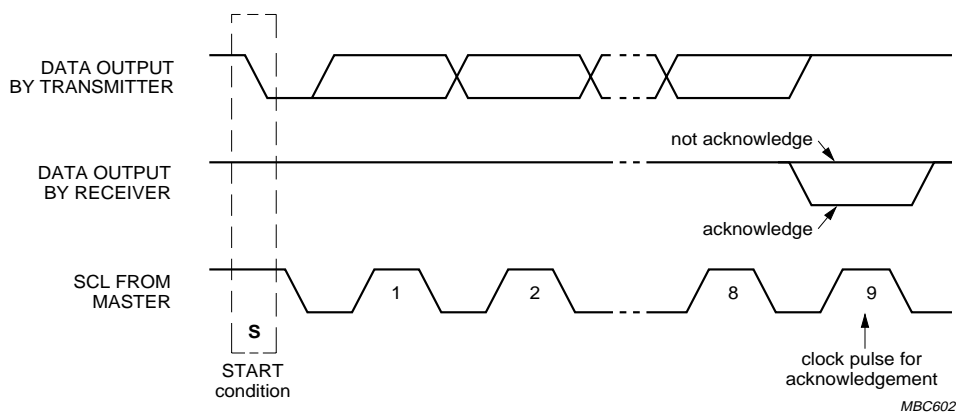 DATA OUTPUT
BY TRANSMITTER
not acknowledge
DATA OUTPUT
BY RECEIVER
acknowledge
SCL FROM
MASTER
1
2
8
9
S
START
condition
clock pulse for
acknowledgement
MBC602